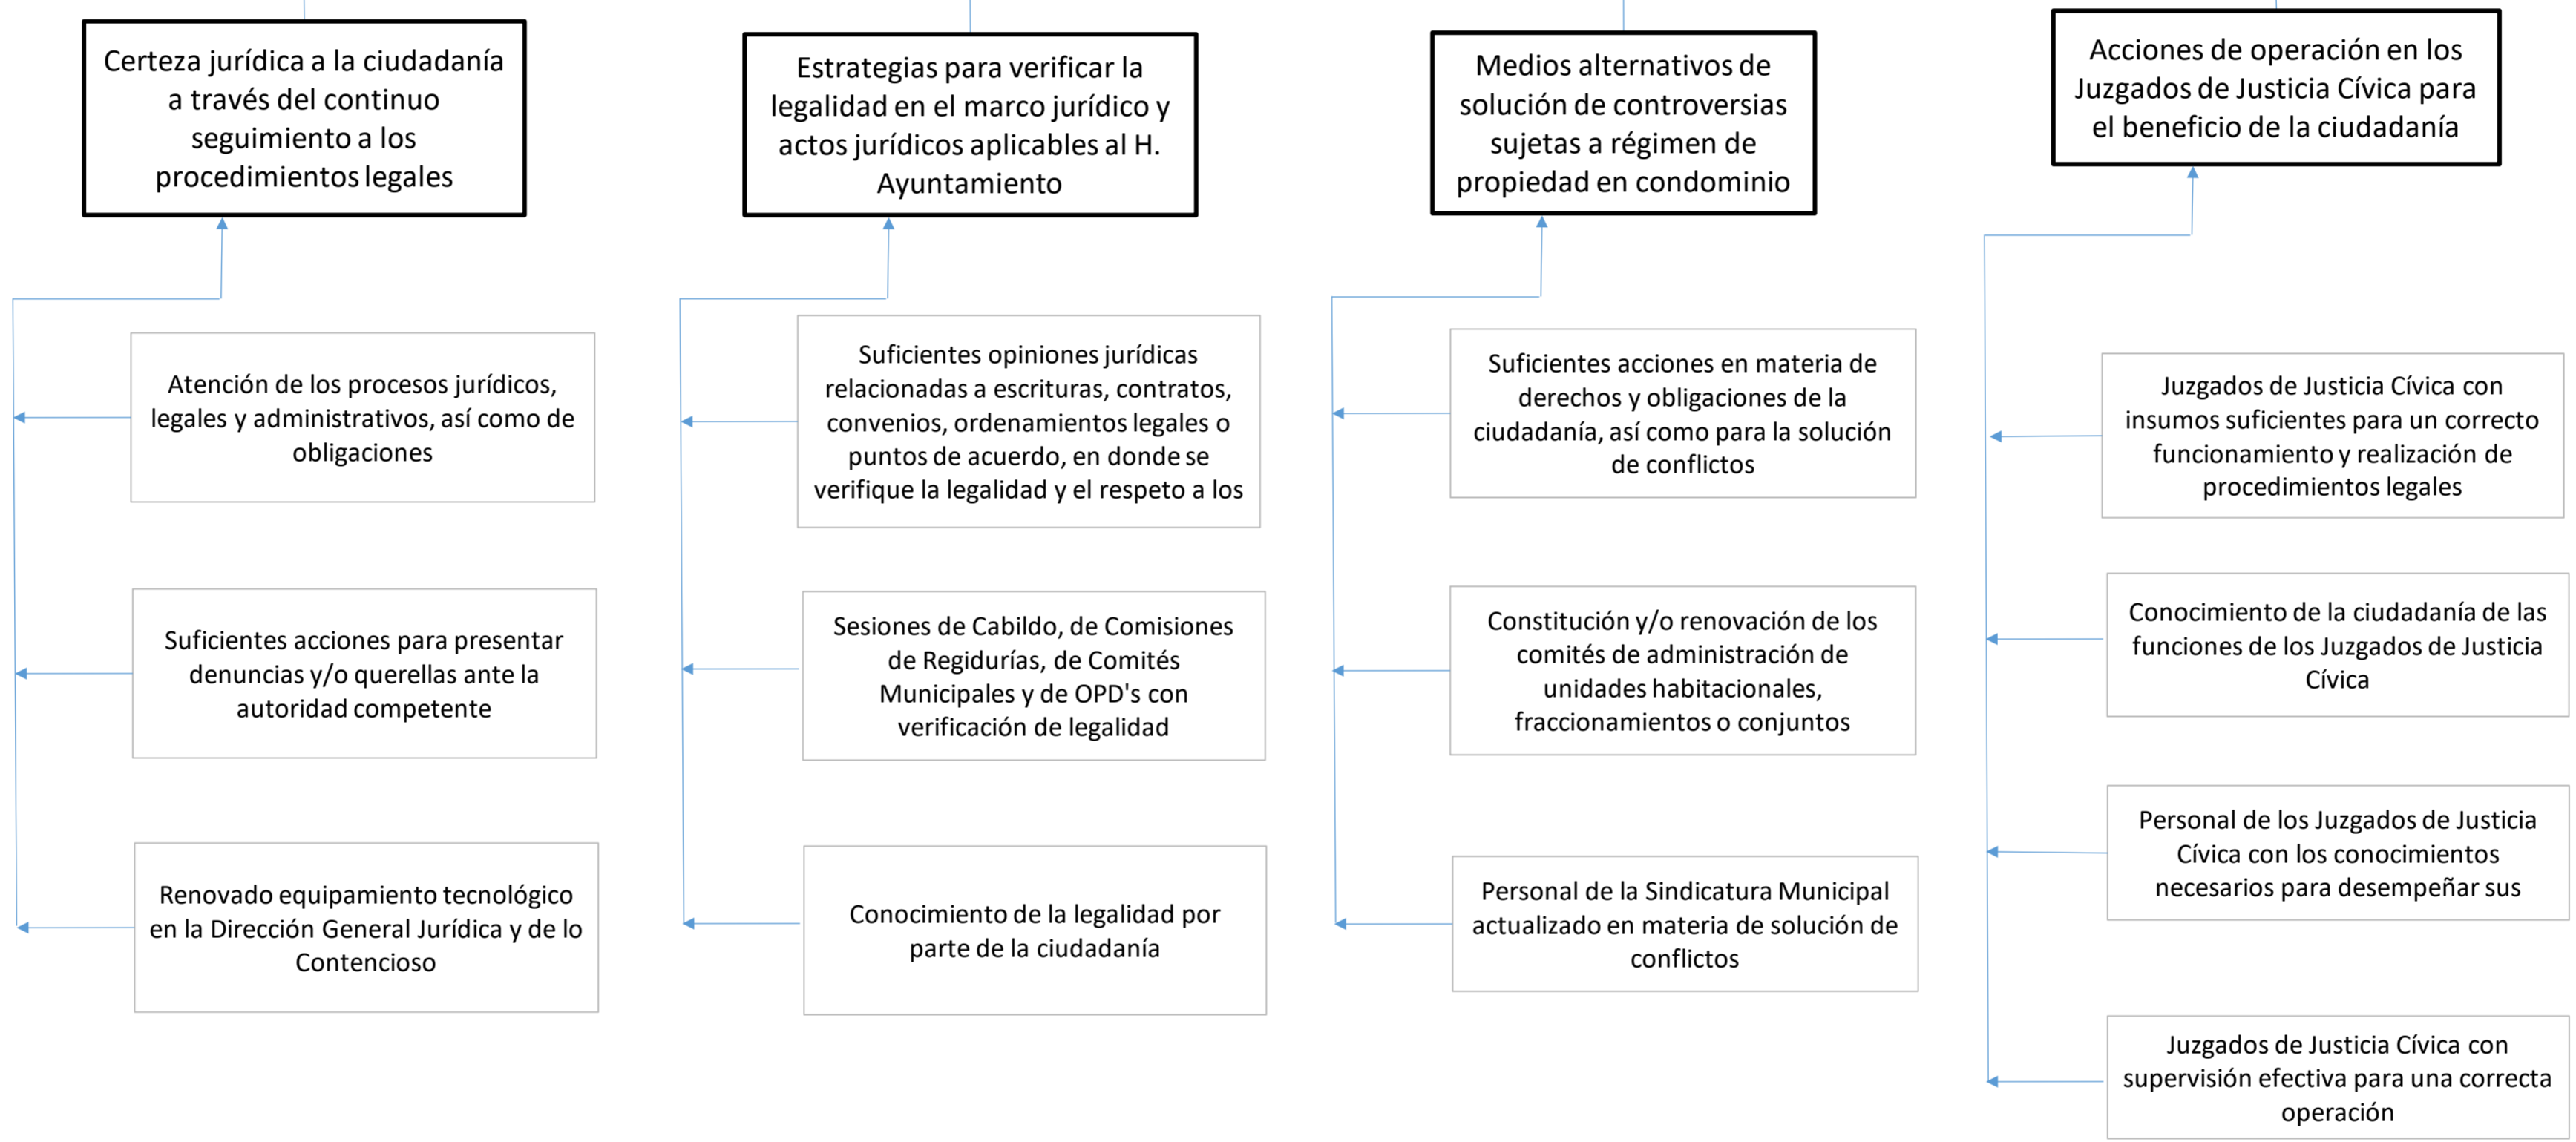 Certeza jurídica a la ciudadanía
a través del continuo
seguimiento a los
procedimientos legales
Atención de los procesos jurídicos,
legales y administrativos, así como de
obligaciones
Suficientes acciones para presentar
denuncias y/o querellas ante la
autoridad competente
Renovado equipamiento tecnológico
en la Dirección General Jurídica y de lo
Contencioso
Estrategias para verificar la
legalidad en el marco jurídico y
actos jurídicos aplicables al H.
Ayuntamiento
Suficientes opiniones jurídicas
relacionadas a escrituras, contratos,
convenios, ordenamientos legales o
puntos de acuerdo, en donde se
verifique la legalidad y el respeto a los
Sesiones de Cabildo, de Comisiones
de Regidurías, de Comités
Municipales y de OPD's con
verificación de legalidad
Conocimiento de la legalidad por
parte de la ciudadanía
Medios alternativos de
solución de controversias
sujetas a régimen de
propiedad en condominio
Suficientes acciones en materia de
derechos y obligaciones de la
ciudadanía, así como para la solución
de conflictos
Constitución y/o renovación de los
comités de administración de
unidades habitacionales,
fraccionamientos o conjuntos
Personal de la Sindicatura Municipal
actualizado en materia de solución de
conflictos
Acciones de operación en los
Juzgados de Justicia Cívica para
el beneficio de la ciudadanía
Juzgados de Justicia Cívica con
insumos suficientes para un correcto
funcionamiento y realización de
procedimientos legales
Conocimiento de la ciudadanía de las
funciones de los Juzgados de Justicia
Cívica
Personal de los Juzgados de Justicia
Cívica con los conocimientos
necesarios para desempeñar sus
Juzgados de Justicia Cívica con
supervisión efectiva para una correcta
operación